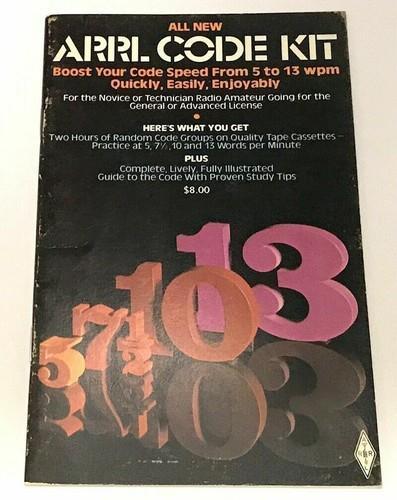 ALL NEW
ARRL CODE KIT
Boost Your Code Speed From 5 to 13 wpm
Quickly, Easily, Enjoyably
For the Novice or Technician Radio Amateur Going for the
General or Advanced License
HERE'S WHAT YOU GET
Two Hours of Random Code Groups on Quality Tape Cassettes –
Practice at 5, 7½, 10 and 13 Words per Minute
PLUS
Complete, Lively, Fully Illustrated
Guide to the Code With Proven Study Tips
$8.00
5
7½
10
13